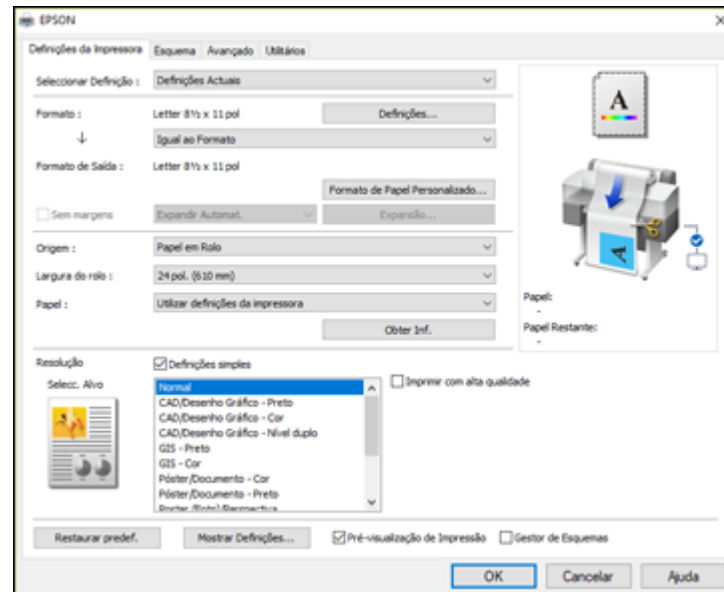 EPSON
Definições da Impressora Esquema Avançado Utilitários
Seleccionar Definição : Definições Actuais
Formato : Letter 8½ x 11 pol Definições...
Igual ao Formato
Formato de Saída : Letter 8½ x 11 pol
Formato de Papel Personalizado...
Sem margens Expandir Automat. Expansão...
Origem : Papel em Rolo
Largura do rolo : 24 pol. (610 mm)
Papel : Utilizar definições da impressora
Obter Inf.
A
A
Papel:
-
Papel Restante:
-
Resolução Definições simples
Selecc. Alvo
Normal
CAD/Desenho Gráfico - Preto
CAD/Desenho Gráfico - Cor
CAD/Desenho Gráfico - Nível duplo
GIS - Preto
GIS - Cor
Póster/Documento - Cor
Póster/Documento - Preto
Imprimir com alta qualidade
Restaurar predef. Mostrar Definições... Pré-visualização de Impressão Gestor de Esquemas
OK Cancelar Ajuda